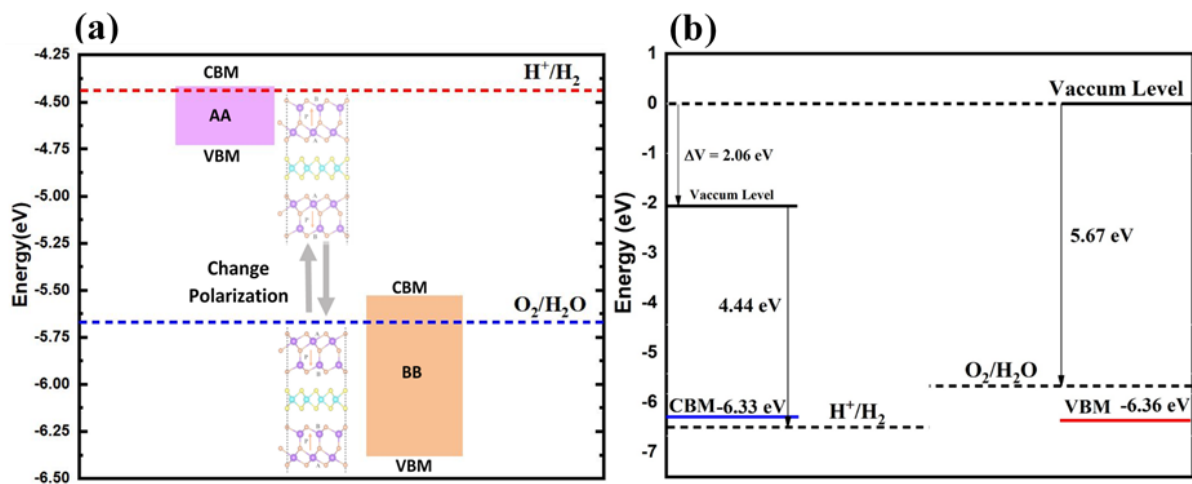 (a)
-4.25
-4.50
-4.75
-5.00
-5.25
-5.50
-5.75
-6.00
-6.25
-6.50
Energy(eV)
CBM
AA
VBM
H⁺/H₂
Change
Polarization
O₂/H₂O
CBM
BB
VBM
(b)
1
0
-1
-2
-3
-4
-5
-6
-7
Energy (eV)
Vaccum Level
ΔV = 2.06 eV
Vaccum Level
5.67 eV
4.44 eV
O₂/H₂O
CBM-6.33 eV
H⁺/H₂
VBM -6.36 eV